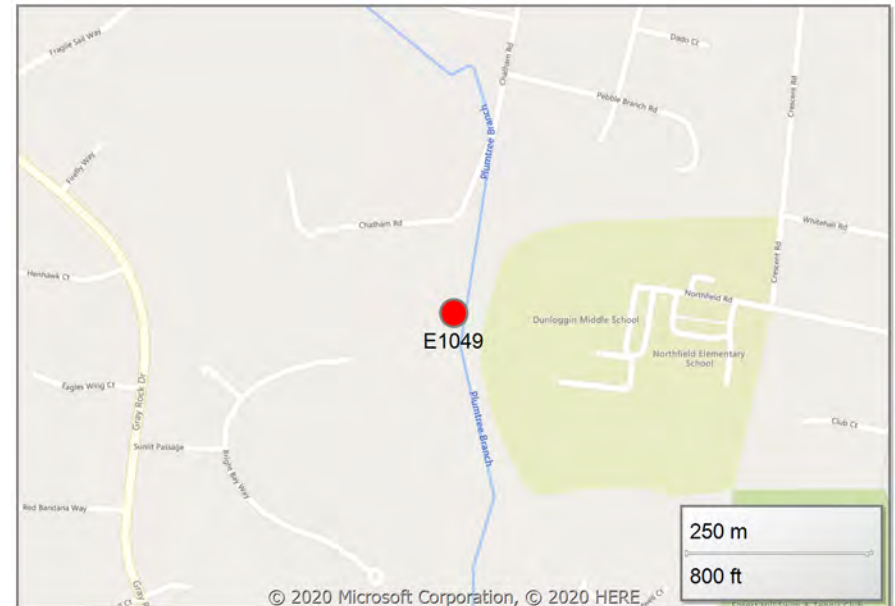 Fragile Sail Way
Dado Ct
Chatham Rd
Pebble Branch Rd
Crescent Rd
Plumtree Branch
Firefly Way
Chatham Rd
Whitehall Rd
Henhawk Ct
Crescent Rd
Northfield Rd
Dunloggin Middle School
E1049
Northfield Elementary
School
Eagles Wing Ct
Gray Rock Dr
Plumtree Branch
Club Ct
Sunlit Passage
Bright Bay Way
Red Bandana Way
250 m
800 ft
Gray R
© 2020 Microsoft Corporation, © 2020 HERE